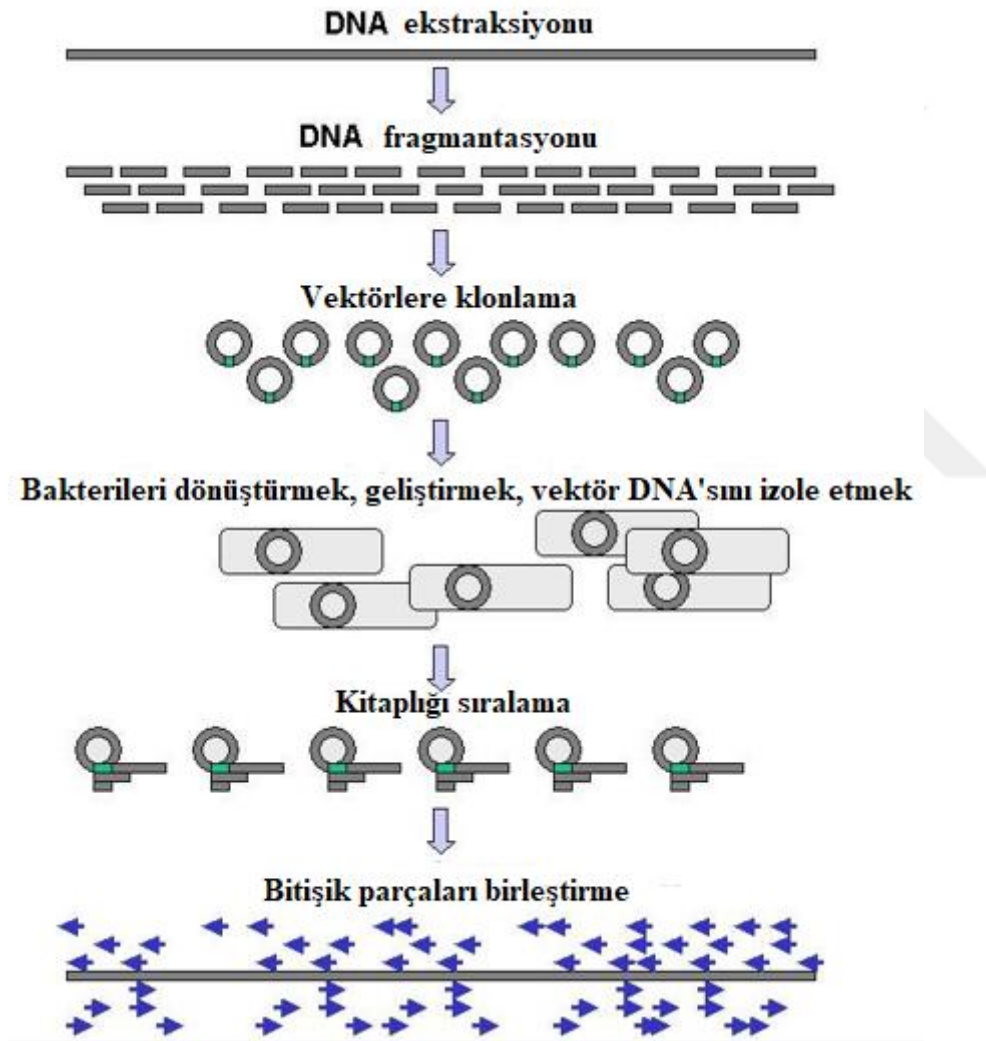 DNA ekstraksiyonu
DNA fragmantasyonu
Vektörlere klonlama
Bakterileri dönüştürmek, geliştirmek, vektör DNA'sını izole etmek
Kitaplığı sıralama
Bitişik parçaları birleştirme